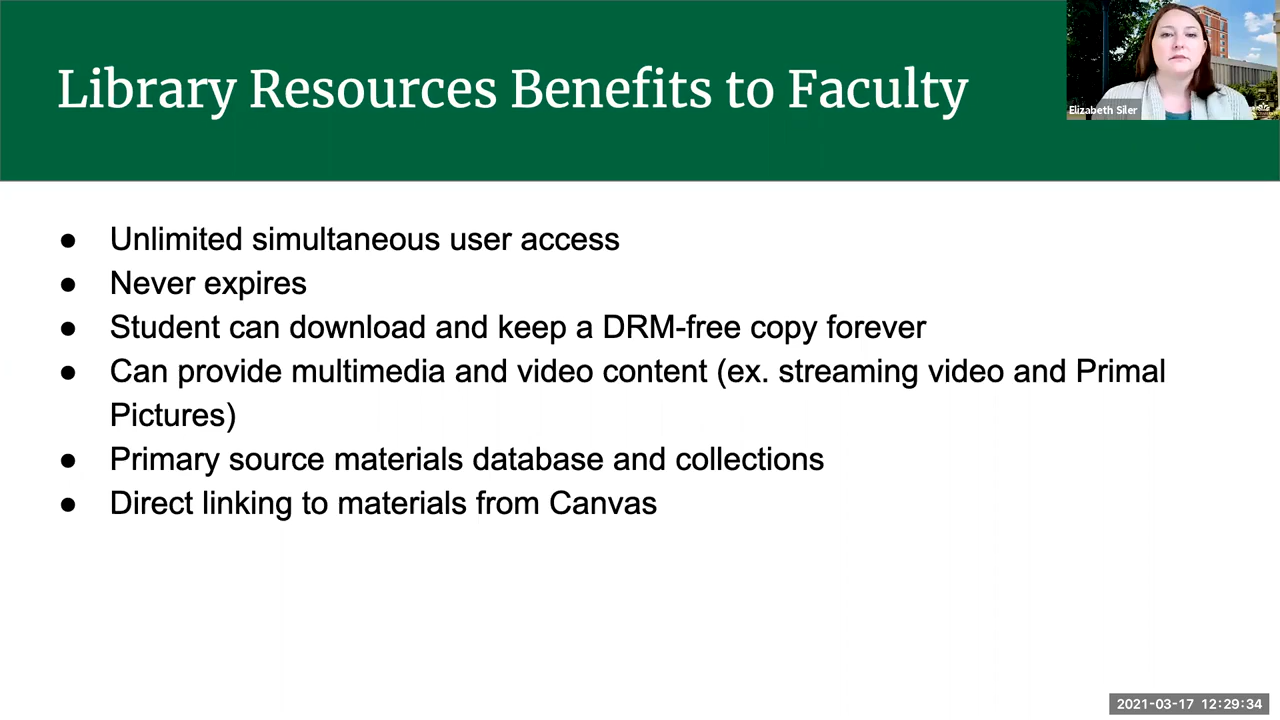 Library Resources Benefits to Faculty
Elizabeth Siler
● Unlimited simultaneous user access
● Never expires
● Student can download and keep a DRM-free copy forever
● Can provide multimedia and video content (ex. streaming video and Primal
Pictures)
● Primary source materials database and collections
● Direct linking to materials from Canvas
2021-03-17 12:29:34